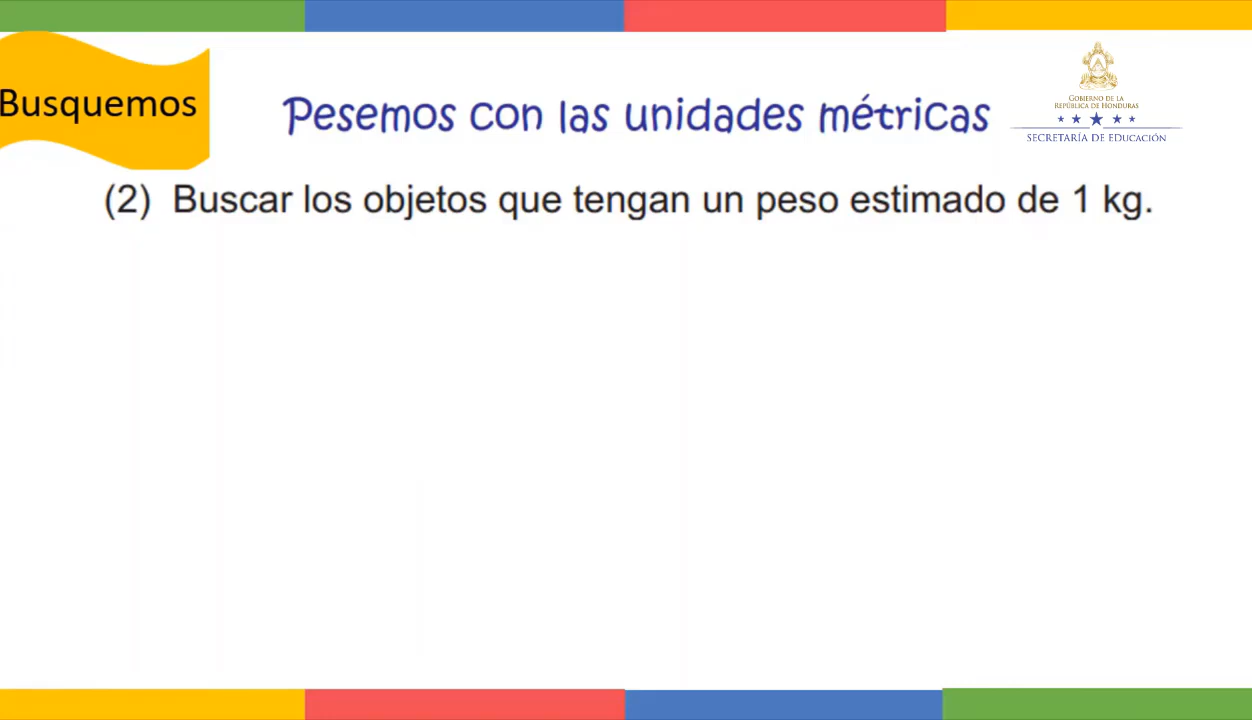 Busquemos
Pesemos con las unidades métricas
GOBIERNO DE LA
REPÚBLICA DE HONDURAS
SECRETARÍA DE EDUCACIÓN
(2) Buscar los objetos que tengan un peso estimado de 1 kg.